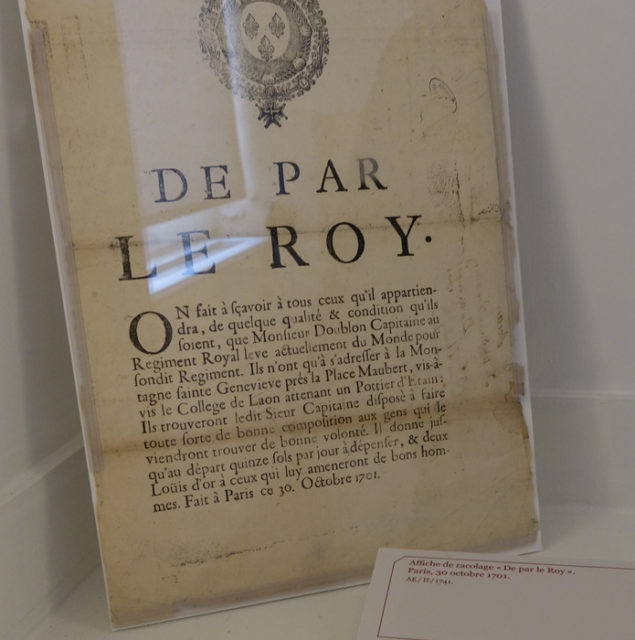 DE PAR
LE ROY.
ON fait à sçavoir à tous ceux qu'il appartien-
dra, de quelque qualité & condition qu'ils
soient, que Monsieur Doublon Capitaine au
Regiment Royal leve actuellement du Monde pour
sondit Regiment. Ils n'ont qu'à s'adresser à la Mon-
tagne sainte Genevieve prés la Place Maubert, vis-à-
vis le College de Laon attenant un Pottier d'Etain:
Ils trouveront ledit Sieur Capitaine disposé à faire
toute sorte de bonne composition aux gens qui le
viendront trouver de bonne volonté. Il donne jus-
qu'au départ quinze sols par jour à dépenser, & deux
Loüis d'or à ceux qui luy ameneront de bons hom-
mes. Fait à Paris ce 30. Octobre 1701.
Affiche de racolage « De par le Roy ».
Paris, 30 octobre 1701.
AE/II/1741.